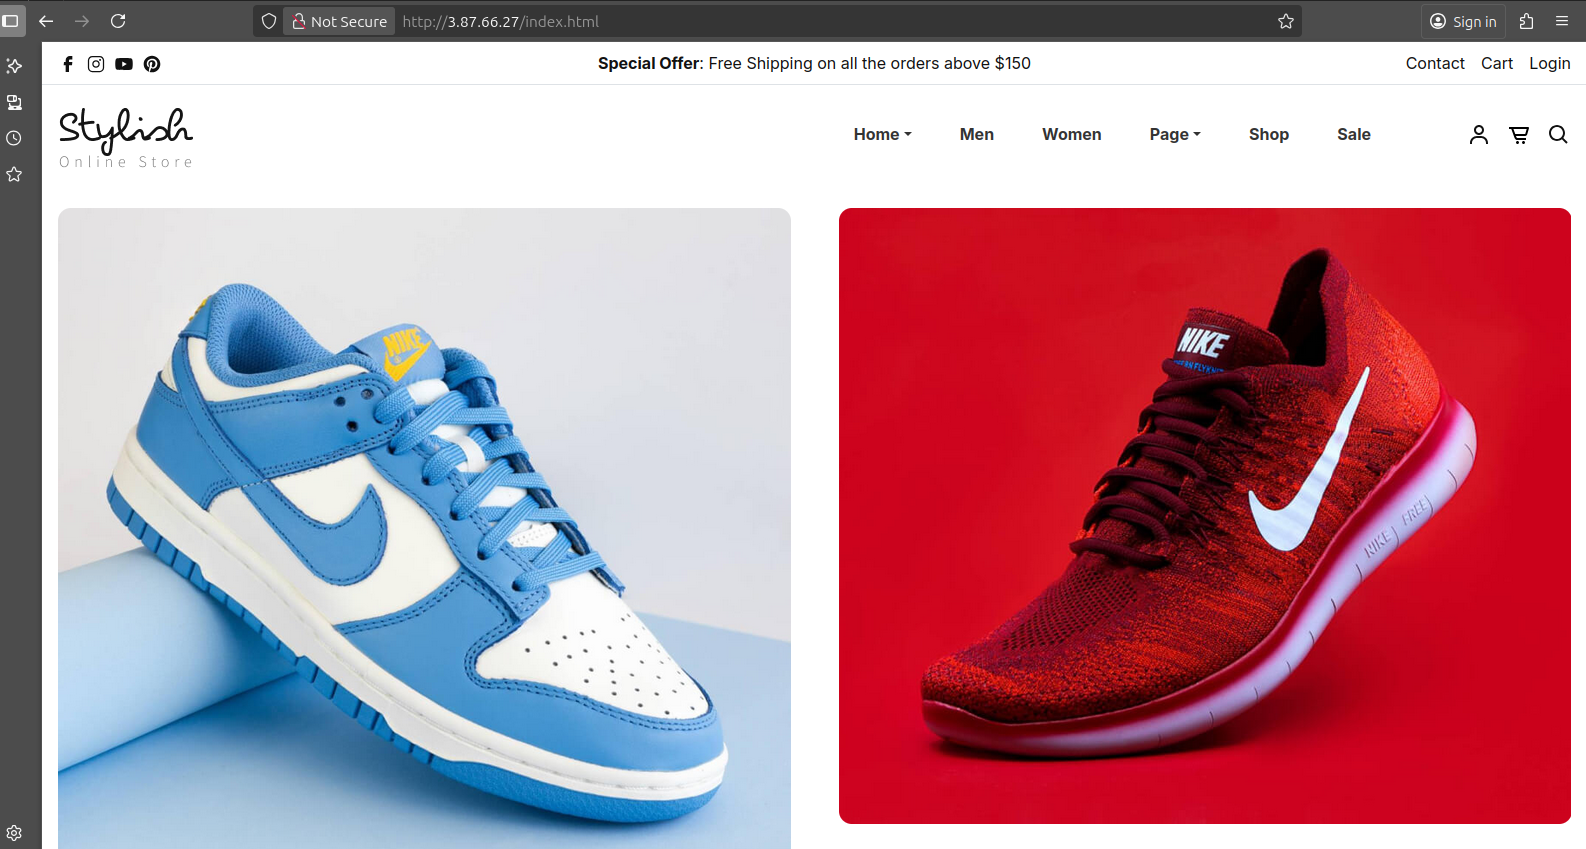 Not Secure http://3.87.66.27/index.html Sign in
Special Offer: Free Shipping on all the orders above $150 Contact Cart Login
Stylish
Online Store
Home Men Women Page Shop Sale
NIKE
NIKE
NIKE FREE